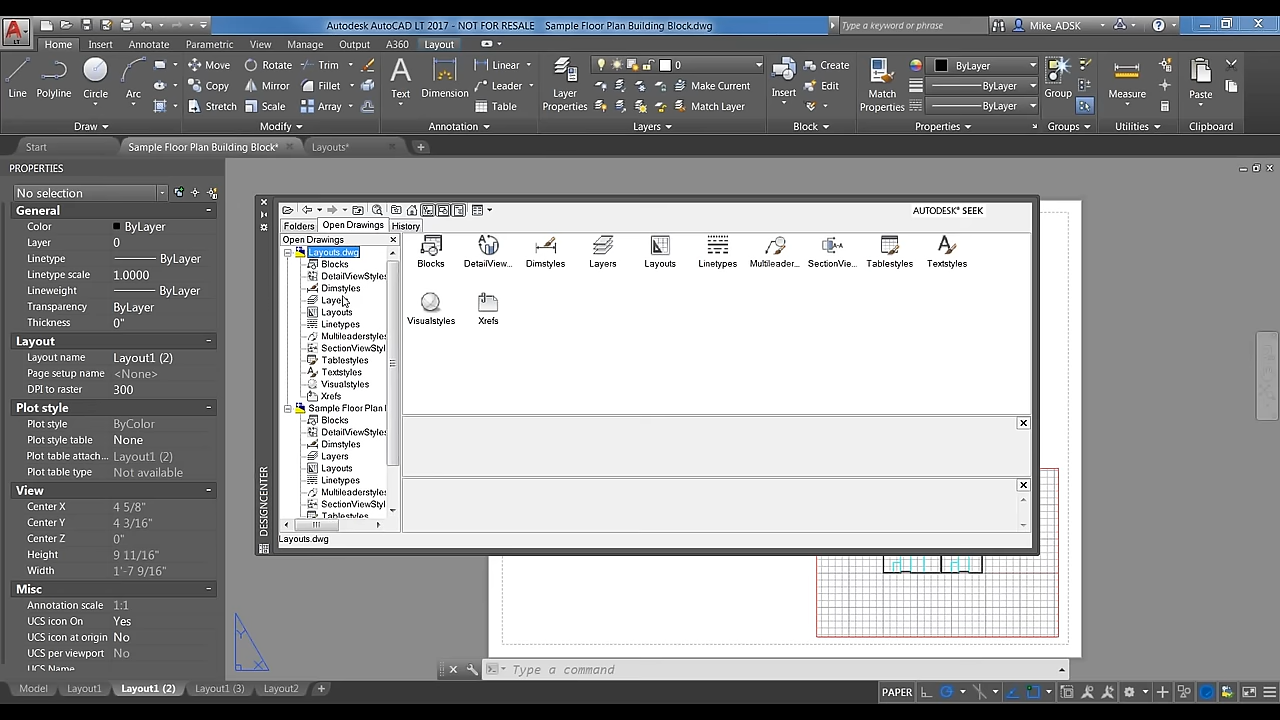 Autodesk AutoCAD LT 2017 - NOT FOR RESALE Sample Floor Plan Building Block.dwg
Type a keyword or phrase
Mike_ADSK
LT
Home Insert Annotate Parametric View Manage Output A360 Layout
Line Polyline Circle Arc
Move Rotate Trim
Copy Mirror Fillet
Stretch Scale Array
Text Dimension
Linear
Leader
Table
Layer Properties
0
Make Current
Match Layer
Insert
Create
Edit
Match Properties
ByLayer
ByLayer
ByLayer
Group Measure Paste
Draw Modify Annotation Layers Block Properties Groups Utilities Clipboard
Start Sample Floor Plan Building Block* Layouts*
PROPERTIES
No selection
General
Color ByLayer
Layer 0
Linetype ByLayer
Linetype scale 1.0000
Lineweight ByLayer
Transparency ByLayer
Thickness 0"
Layout
Layout name Layout1 (2)
Page setup name <None>
DPI to raster 300
Plot style
Plot style ByColor
Plot style table None
Plot table attach... Layout1 (2)
Plot table type Not available
View
Center X 4 5/8"
Center Y 4 3/16"
Center Z 0"
Height 9 11/16"
Width 1'-7 9/16"
Misc
Annotation scale 1:1
UCS icon On Yes
UCS icon at origin No
UCS per viewport No
UCS Name
AUTODESK® SEEK
Folders Open Drawings History
Open Drawings
Layouts.dwg
Blocks
DetailViewStyles
Dimstyles
Layers
Layouts
Linetypes
Multileaderstyles
SectionViewStyl
Tablestyles
Textstyles
Visualstyles
Xrefs
Sample Floor Plan
Blocks
DetailViewStyles
Dimstyles
Layers
Layouts
Linetypes
Multileaderstyles
SectionViewStyl
Tablestyles
Blocks DetailView... Dimstyles Layers Layouts Linetypes Multileader... SectionVie... Tablestyles Textstyles
Visualstyles Xrefs
Layouts.dwg
DESIGNCENTER
Y
X
Type a command
Model Layout1 Layout1 (2) Layout1 (3) Layout2
PAPER